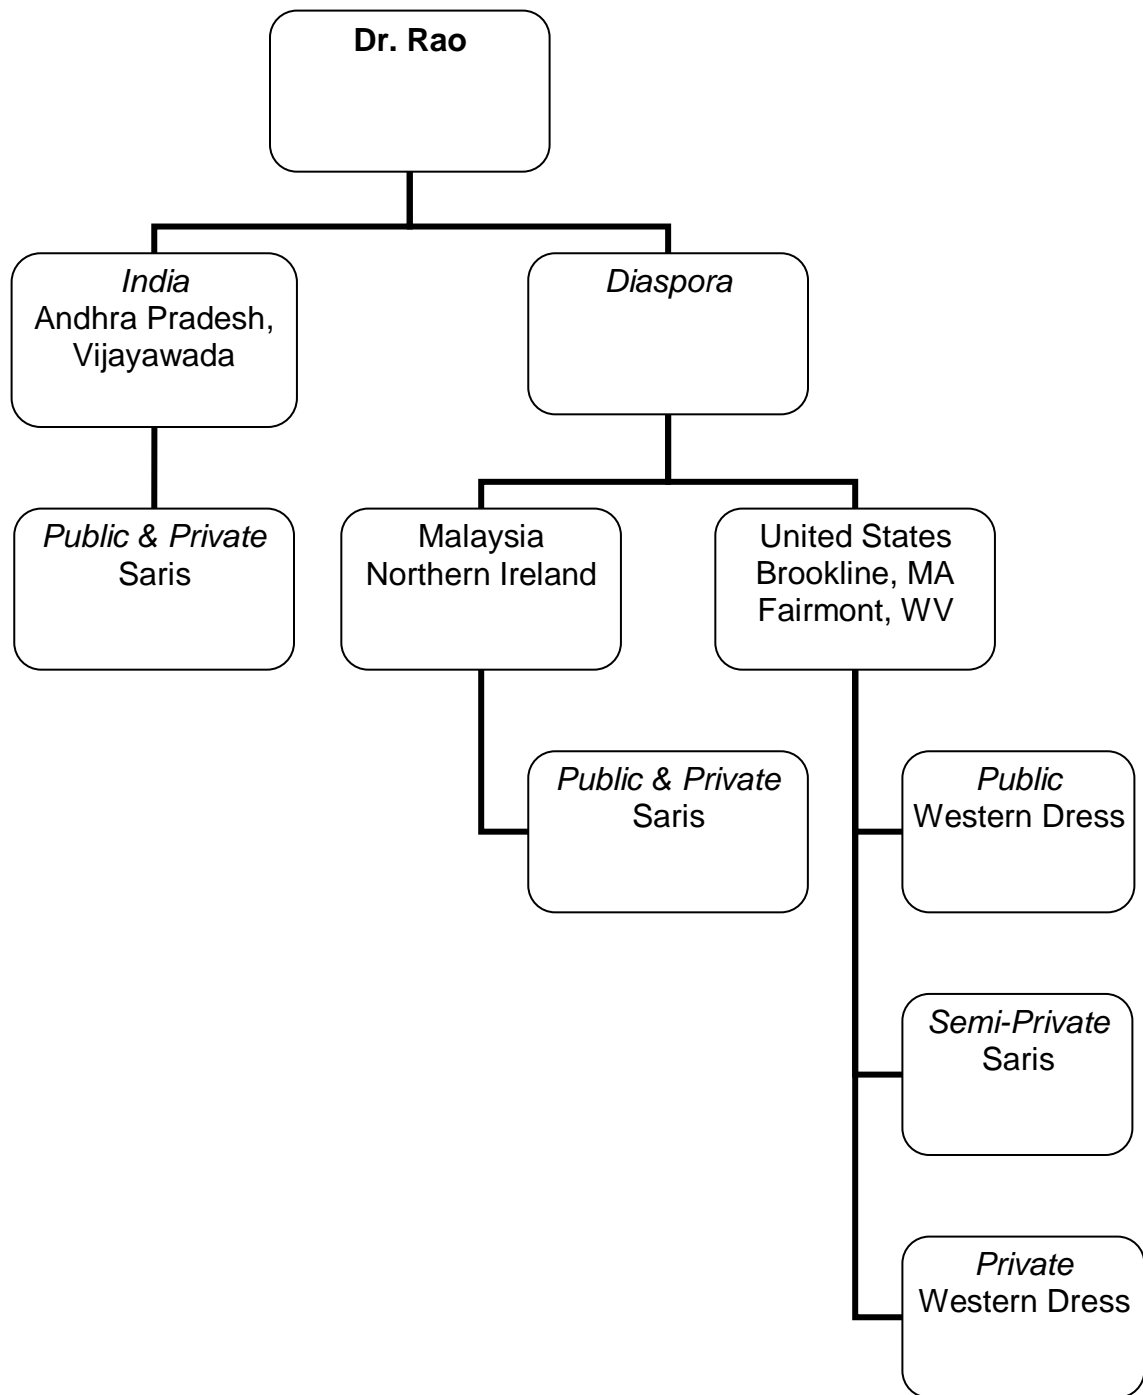 Dr. Rao
India
Andhra Pradesh,
Vijayawada
Diaspora
Public & Private
Saris
Malaysia
Northern Ireland
United States
Brookline, MA
Fairmont, WV
Public & Private
Saris
Public
Western Dress
Semi-Private
Saris
Private
Western Dress